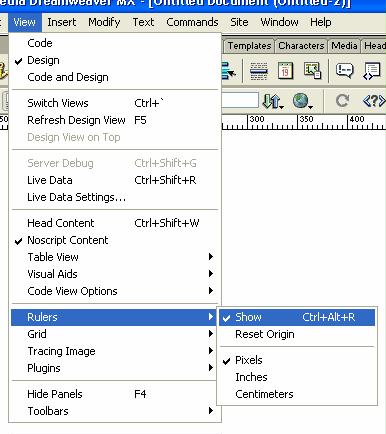 edia Dreamweaver MX - [Untitled Document (Untitled-2)]
View Insert Modify Text Commands Site Window Help
Code
Design
Code and Design
Templates Characters Media Head
Switch Views Ctrl+`
Refresh Design View F5
Design View on Top
250 300 350 400
Server Debug Ctrl+Shift+G
Live Data Ctrl+Shift+R
Live Data Settings...
Head Content Ctrl+Shift+W
Noscript Content
Table View
Visual Aids
Code View Options
Rulers
Grid
Tracing Image
Plugins
Hide Panels F4
Toolbars
Show Ctrl+Alt+R
Reset Origin
Pixels
Inches
Centimeters